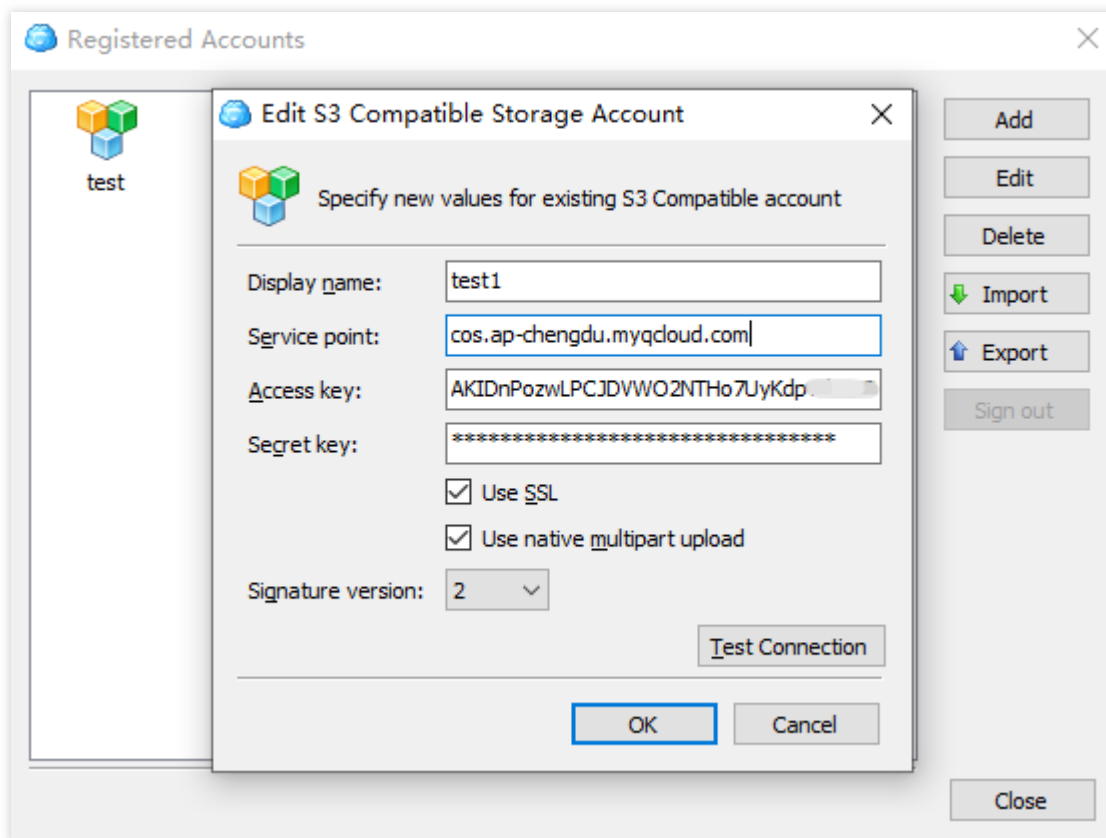 Registered Accounts
test
Edit S3 Compatible Storage Account
Specify new values for existing S3 Compatible account
Display name: test1
Service point: cos.ap-chengdu.myqcloud.com
Access key:
Secret key: ********************************
Use SSL
Use native multipart upload
Signature version: 2
Test Connection
OK Cancel
Add
Edit
Delete
Import
Export
Sign out
Close